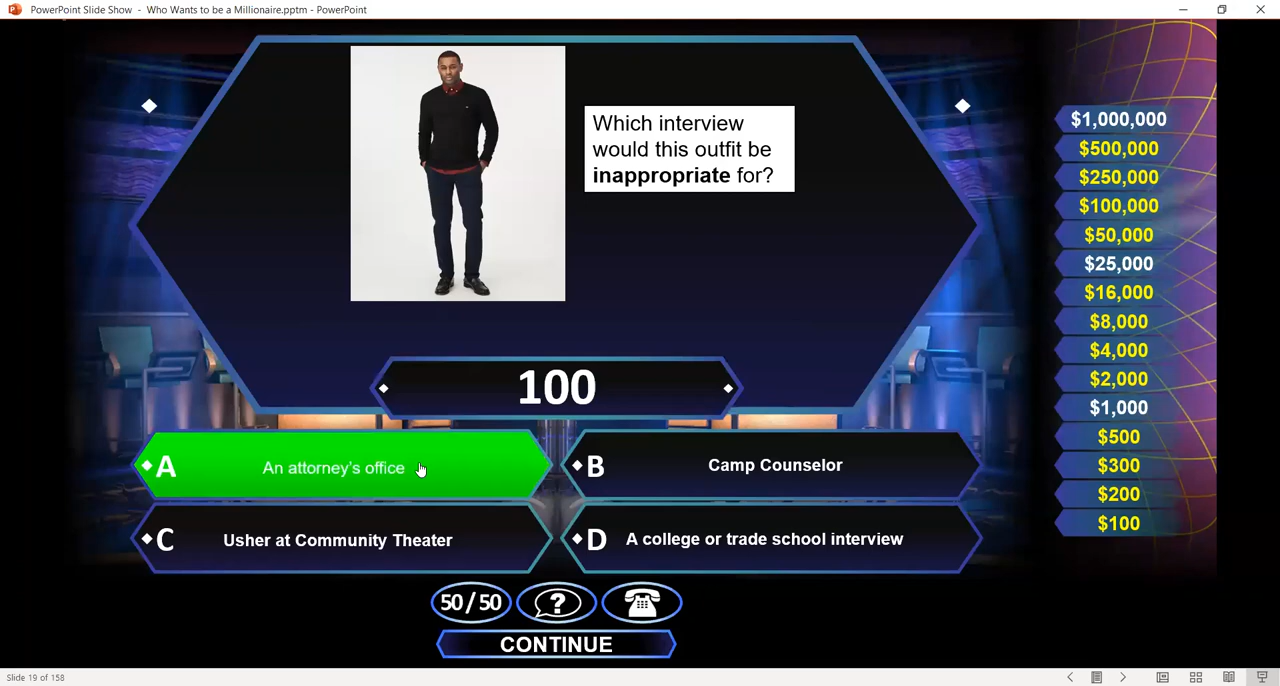 PowerPoint Slide Show - Who Wants to be a Millionaire.pptm - PowerPoint
Which interview
would this outfit be
inappropriate for?
$1,000,000
$500,000
$250,000
$100,000
$50,000
$25,000
$16,000
$8,000
$4,000
$2,000
$1,000
$500
$300
$200
$100
100
A An attorney's office
B Camp Counselor
C Usher at Community Theater
D A college or trade school interview
50/50 ?
CONTINUE
Slide 19 of 158